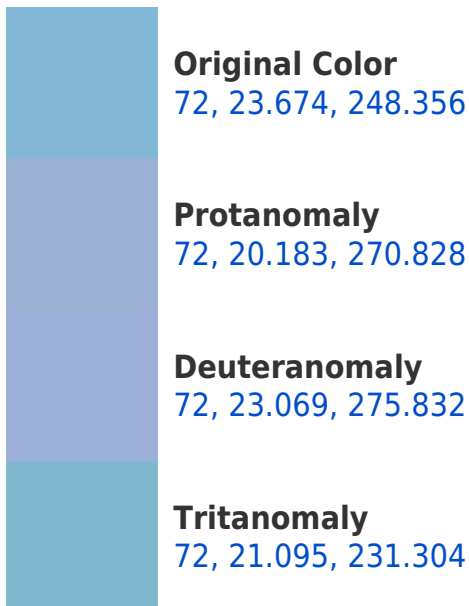 Original Color
72, 23.674, 248.356
Protanomaly
72, 20.183, 270.828
Deuteranomaly
72, 23.069, 275.832
Tritanomaly
72, 21.095, 231.304